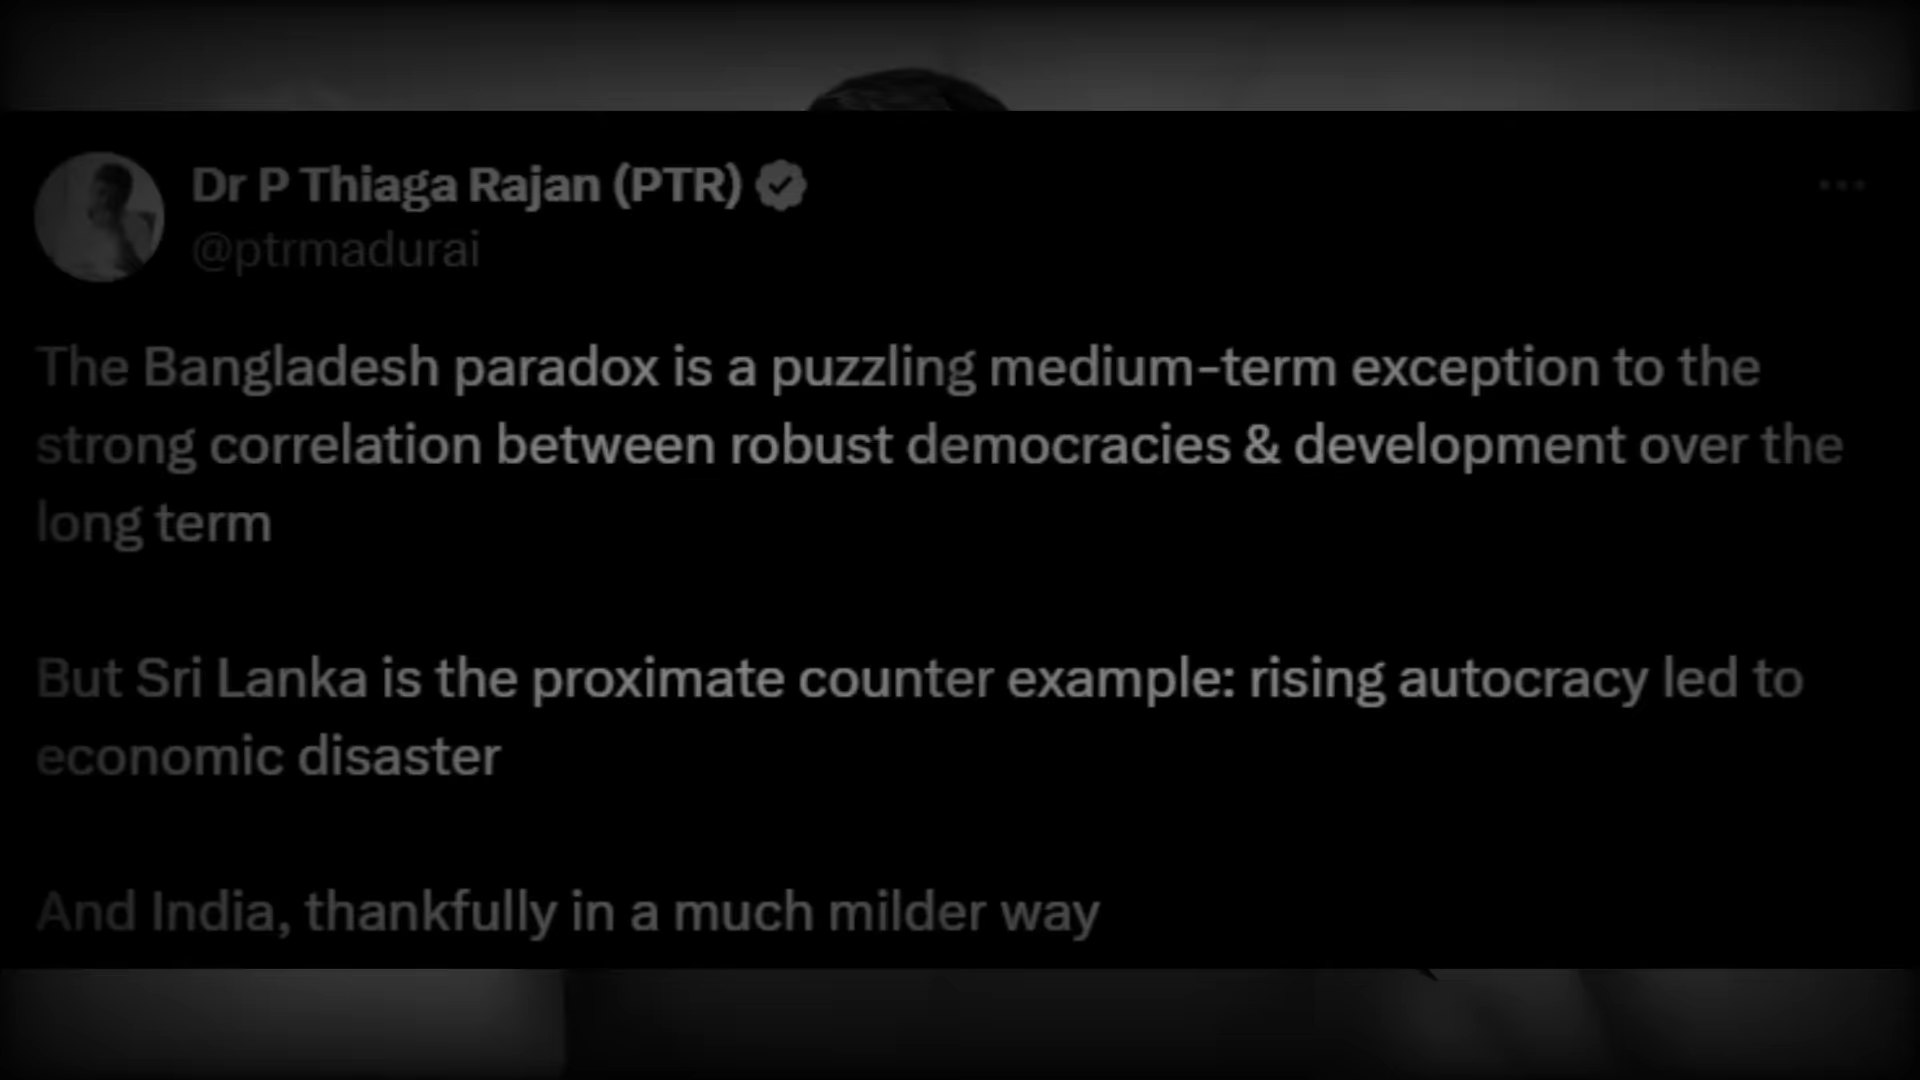 Dr P Thiaga Rajan (PTR)
@ptrmadurai
The Bangladesh paradox is a puzzling medium-term exception to the
strong correlation between robust democracies & development over the
long term
But Sri Lanka is the proximate counter example: rising autocracy led to
economic disaster
And India, thankfully in a much milder way